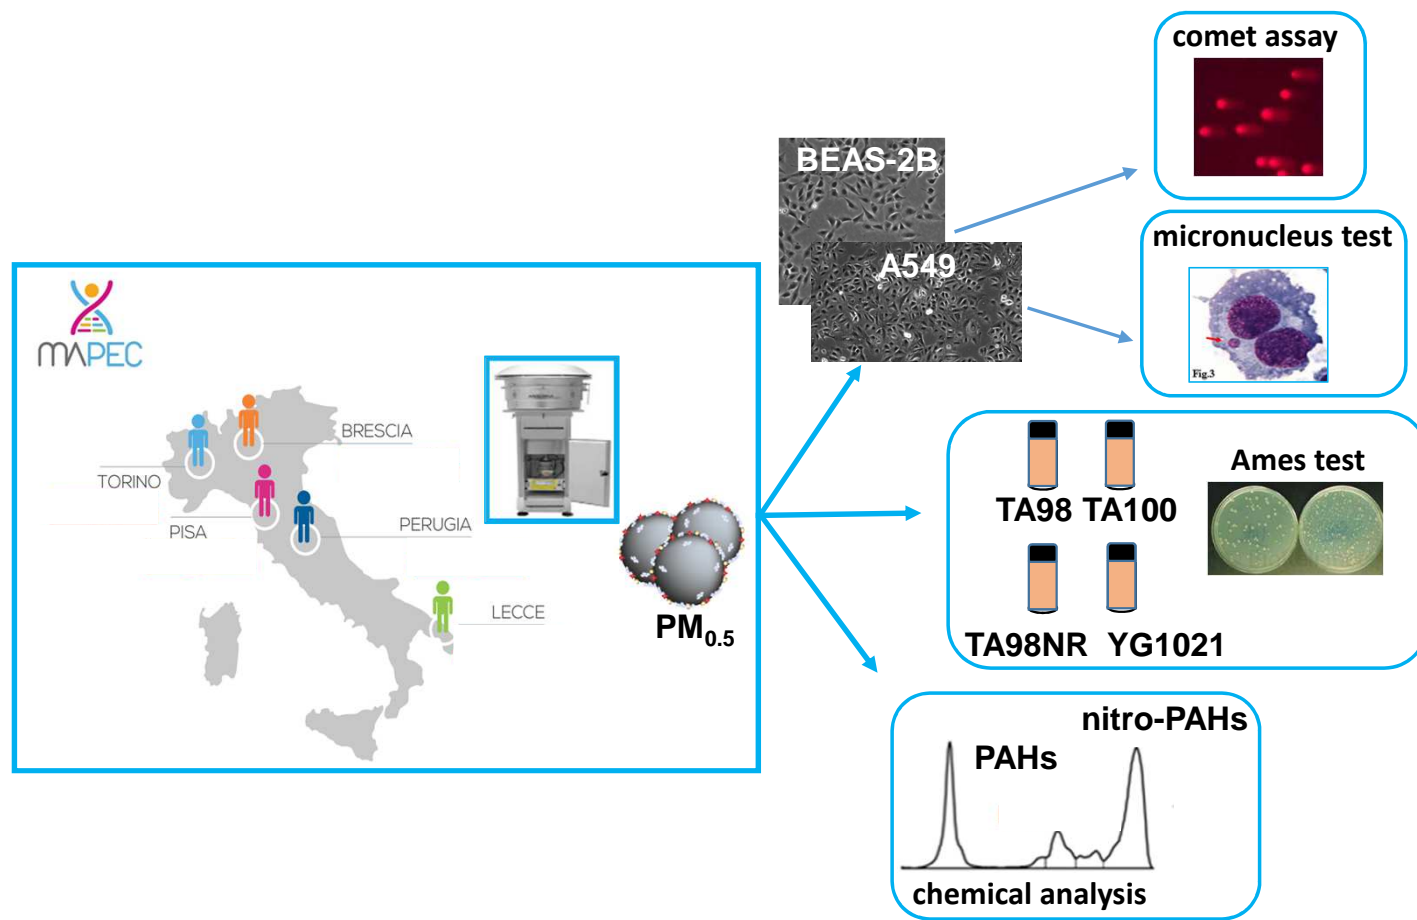 MAPEC
BRESCIA
TORINO
PISA
PERUGIA
LECCE
PM0.5
BEAS-2B
A549
comet assay
micronucleus test
Fig.3
Ames test
TA98 TA100
TA98NR YG1021
nitro-PAHs
PAHs
chemical analysis